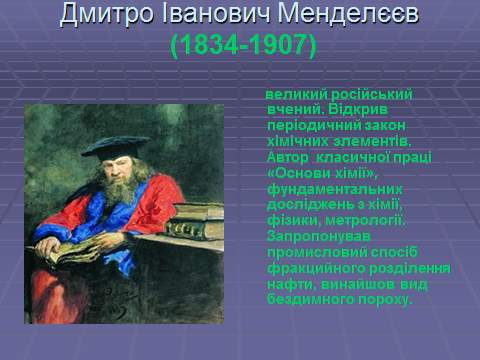 Дмитро Іванович Менделєєв
(1834-1907)
великий російський
вчений. Відкрив
періодичний закон
хімічних элементів.
Автор класичної праці
«Основи хімії»,
фундаментальних
досліджень з хімії,
фізики, метрології.
Запропонував
промисловий спосіб
фракційного розділення
нафти, винайшов вид
бездимного пороху.